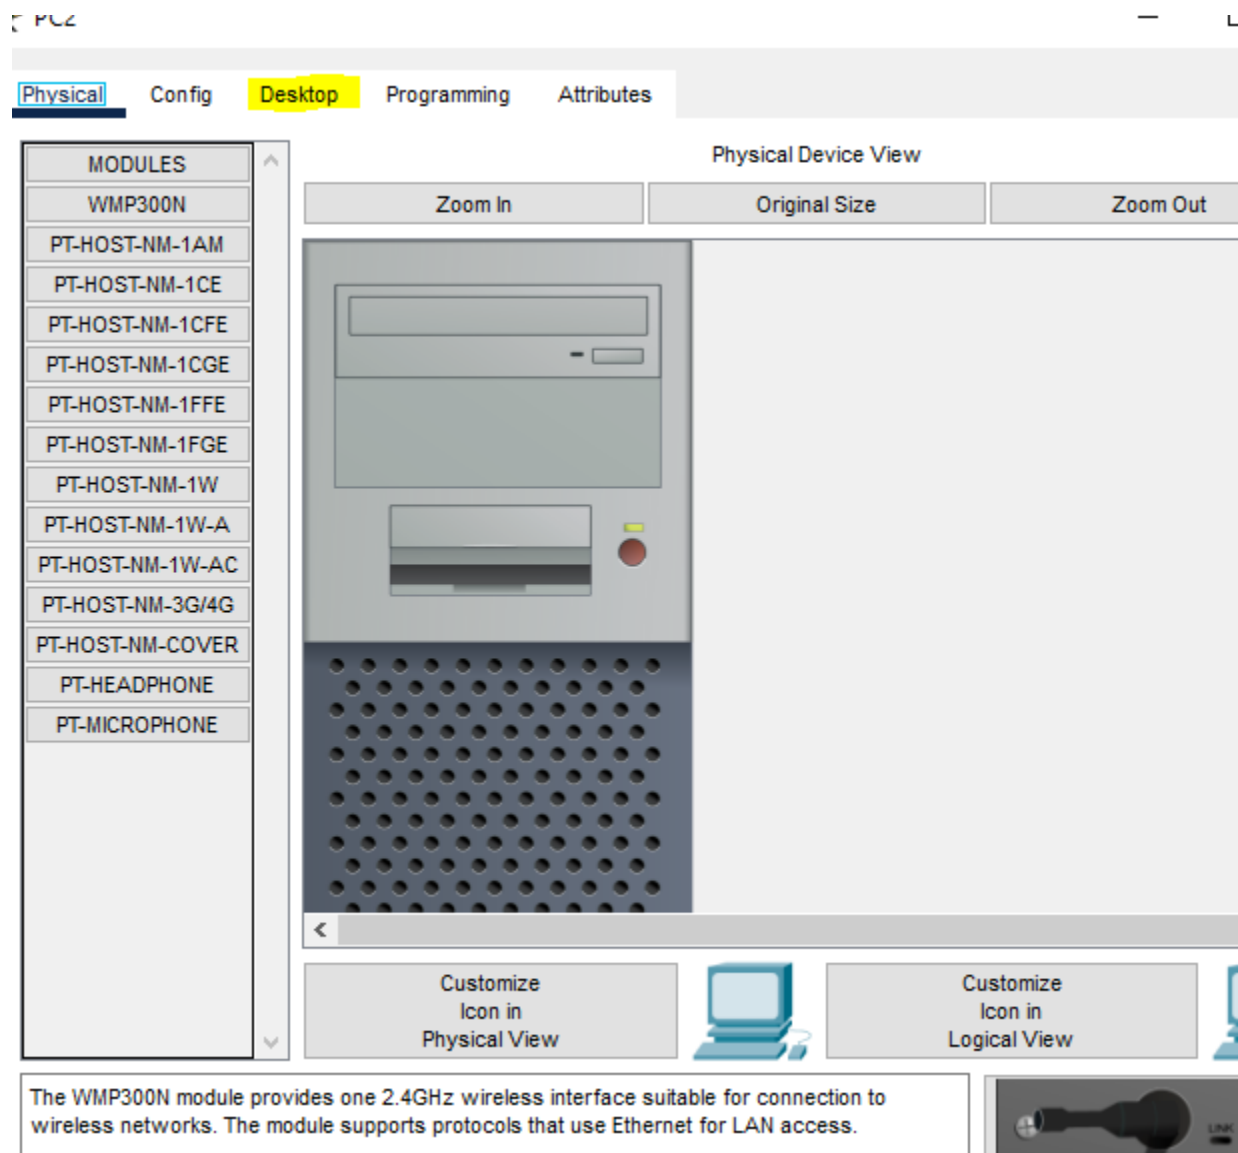 PC2
Physical Config Desktop Programming Attributes
MODULES
WMP300N
PT-HOST-NM-1AM
PT-HOST-NM-1CE
PT-HOST-NM-1CFE
PT-HOST-NM-1CGE
PT-HOST-NM-1FFE
PT-HOST-NM-1FGE
PT-HOST-NM-1W
PT-HOST-NM-1W-A
PT-HOST-NM-1W-AC
PT-HOST-NM-3G/4G
PT-HOST-NM-COVER
PT-HEADPHONE
PT-MICROPHONE
Physical Device View
Zoom In Original Size Zoom Out
Customize
Icon in
Physical View
Customize
Icon in
Logical View
The WMP300N module provides one 2.4GHz wireless interface suitable for connection to
wireless networks. The module supports protocols that use Ethernet for LAN access.
LINK